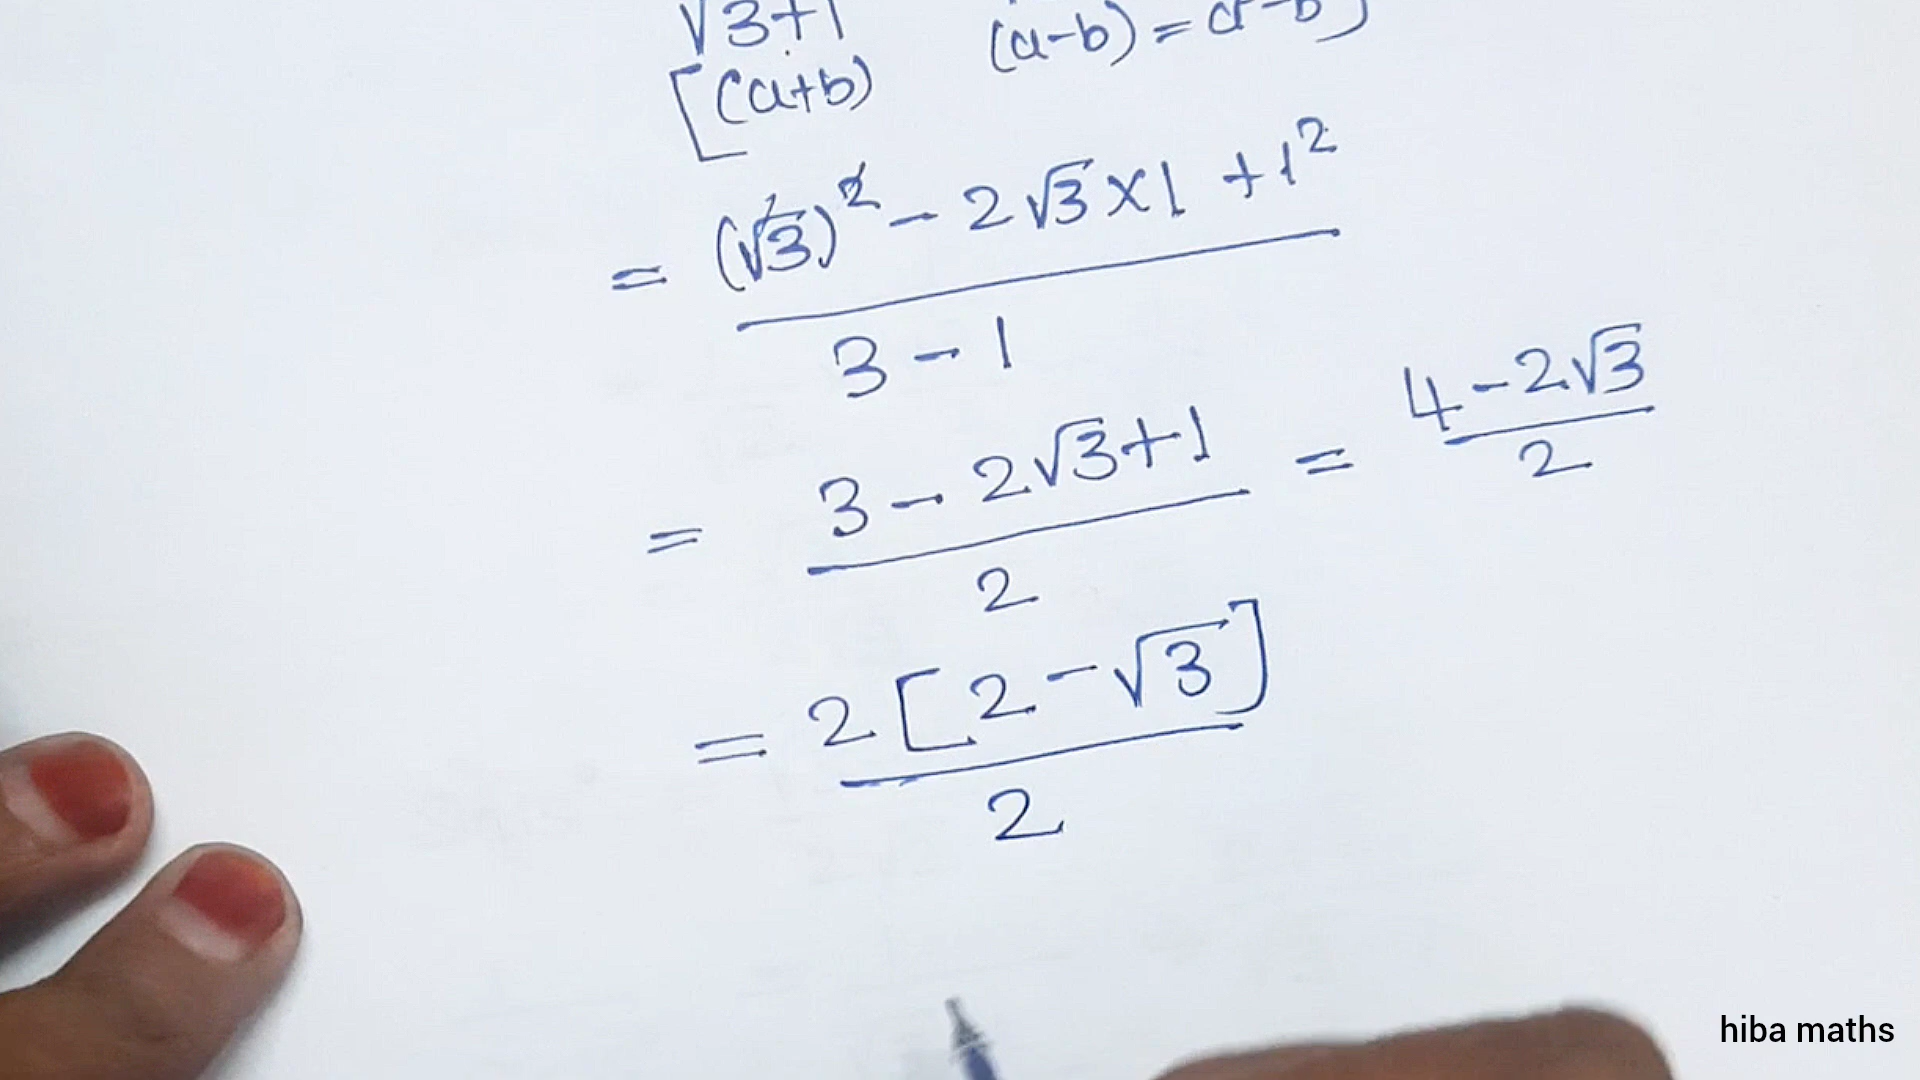 √3+1
(a-b) =
[(a+b)
= (√3)² - 2√3×1 + 1²
3 - 1
= 3 - 2√3+1 = 4-2√3
2 2
= 2[2-√3]
2
hiba maths